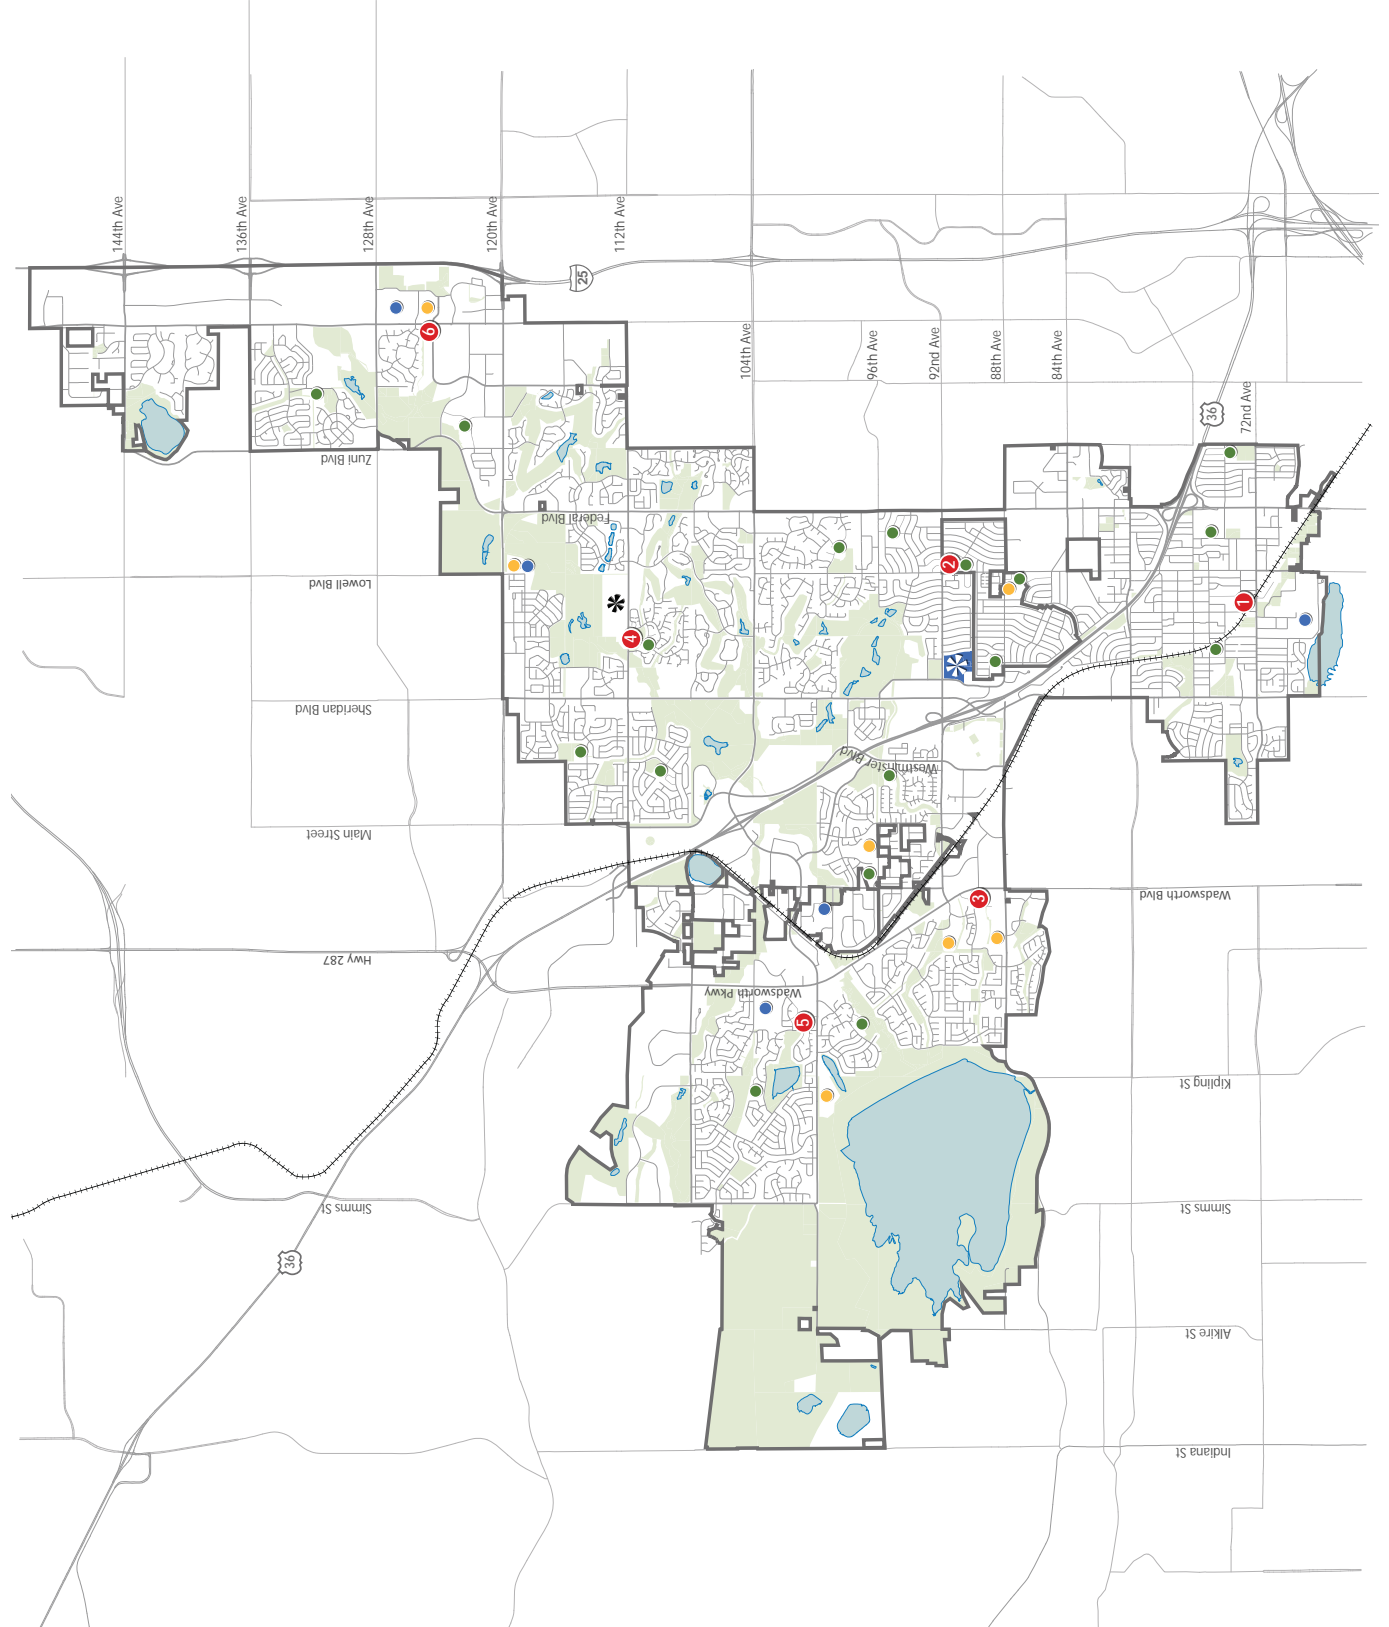 144th Ave
136th Ave
128th Ave
120th Ave
112th Ave
25
6
104th Ave
96th Ave
92nd Ave
88th Ave
84th Ave
72nd Ave
36
Zuni Blvd
Federal Blvd
Lowell Blvd
2
1
4
Sheridan Blvd
Westminster Blvd
Main Street
Wadsworth Blvd
3
Hwy 287
Wadsworth Pkwy
5
Kipling St
Simms St
Simms St
36
Alkire St
Indiana St